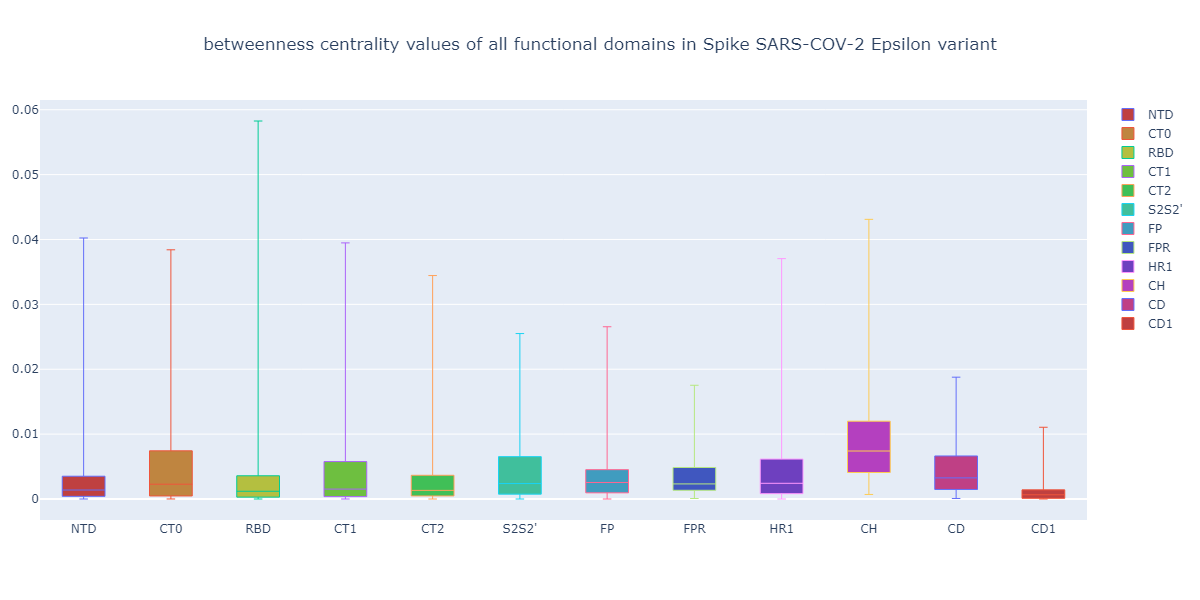 betweenness centrality values of all functional domains in Spike SARS-COV-2 Epsilon variant
0.06
0.05
0.04
0.03
0.02
0.01
0
NTD CT0 RBD CT1 CT2 S2S2' FP FPR HR1 CH CD CD1
NTD
CT0
RBD
CT1
CT2
S2S2'
FP
FPR
HR1
CH
CD
CD1